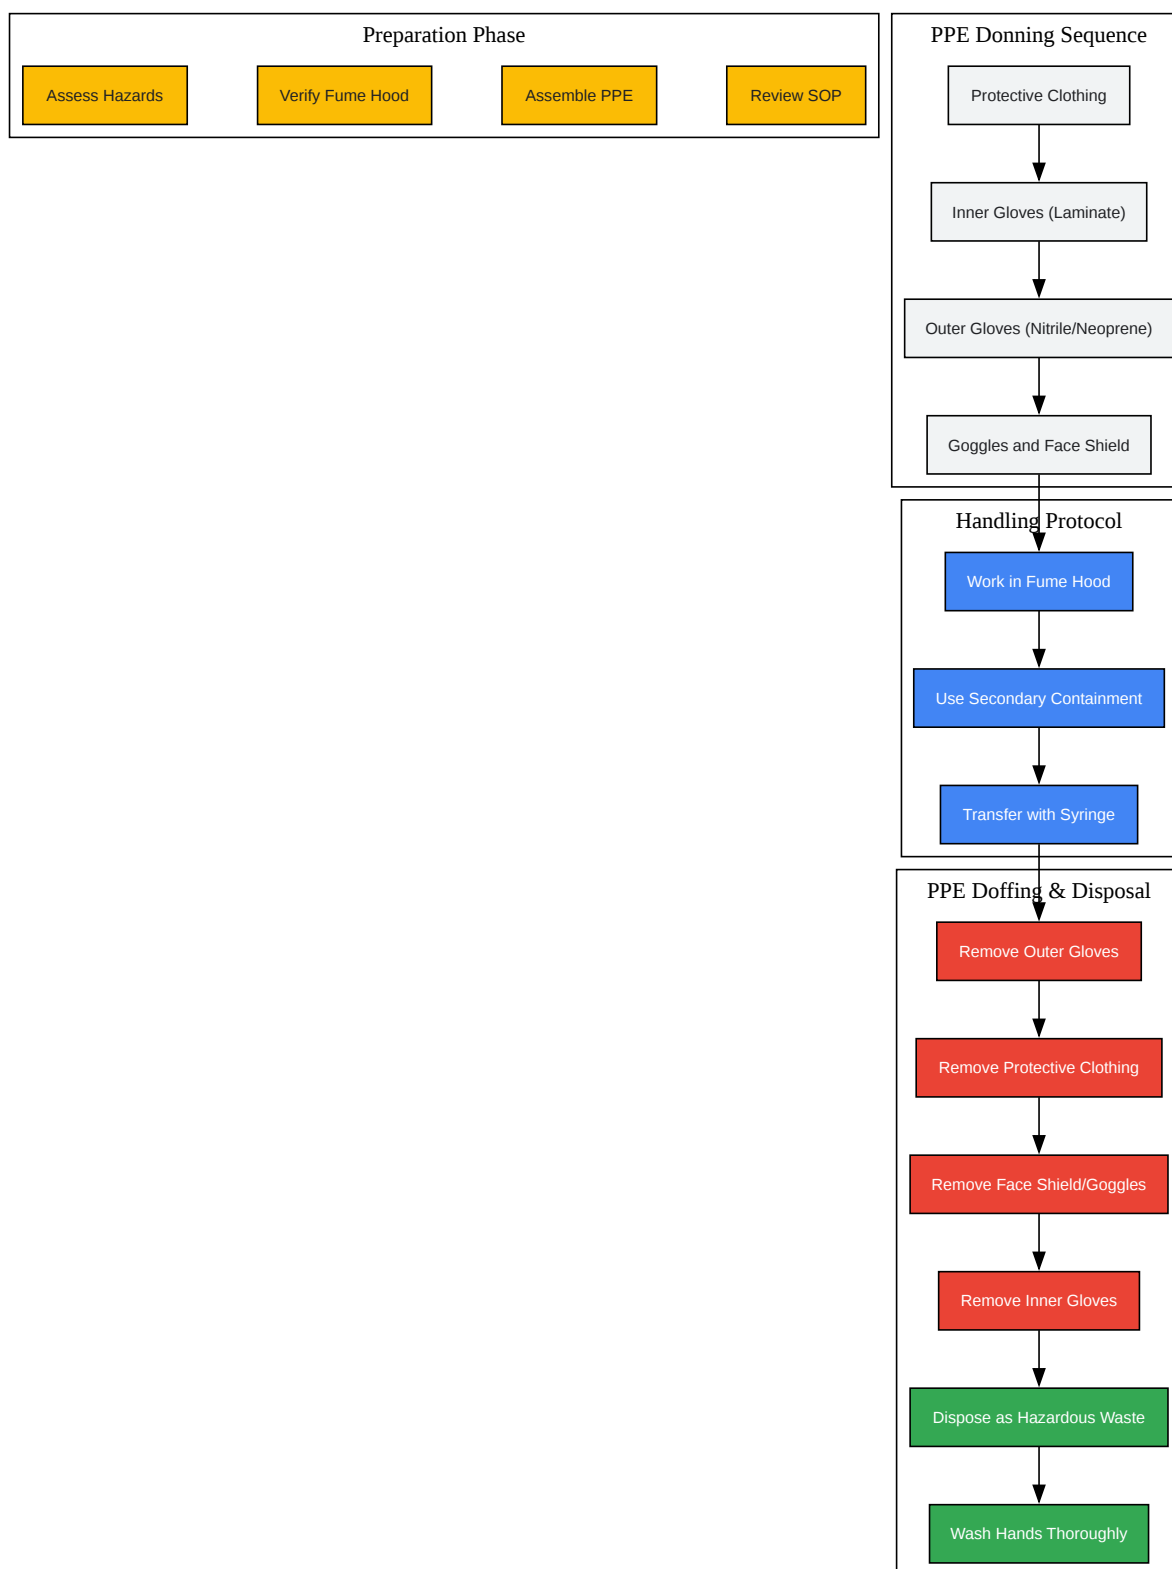 Preparation Phase
Assess Hazards
Verify Fume Hood
Assemble PPE
Review SOP
PPE Donning Sequence
Protective Clothing
Inner Gloves (Laminate)
Outer Gloves (Nitrile/Neoprene)
Goggles and Face Shield
Handling Protocol
Work in Fume Hood
Use Secondary Containment
Transfer with Syringe
PPE Doffing & Disposal
Remove Outer Gloves
Remove Protective Clothing
Remove Face Shield/Goggles
Remove Inner Gloves
Dispose as Hazardous Waste
Wash Hands Thoroughly